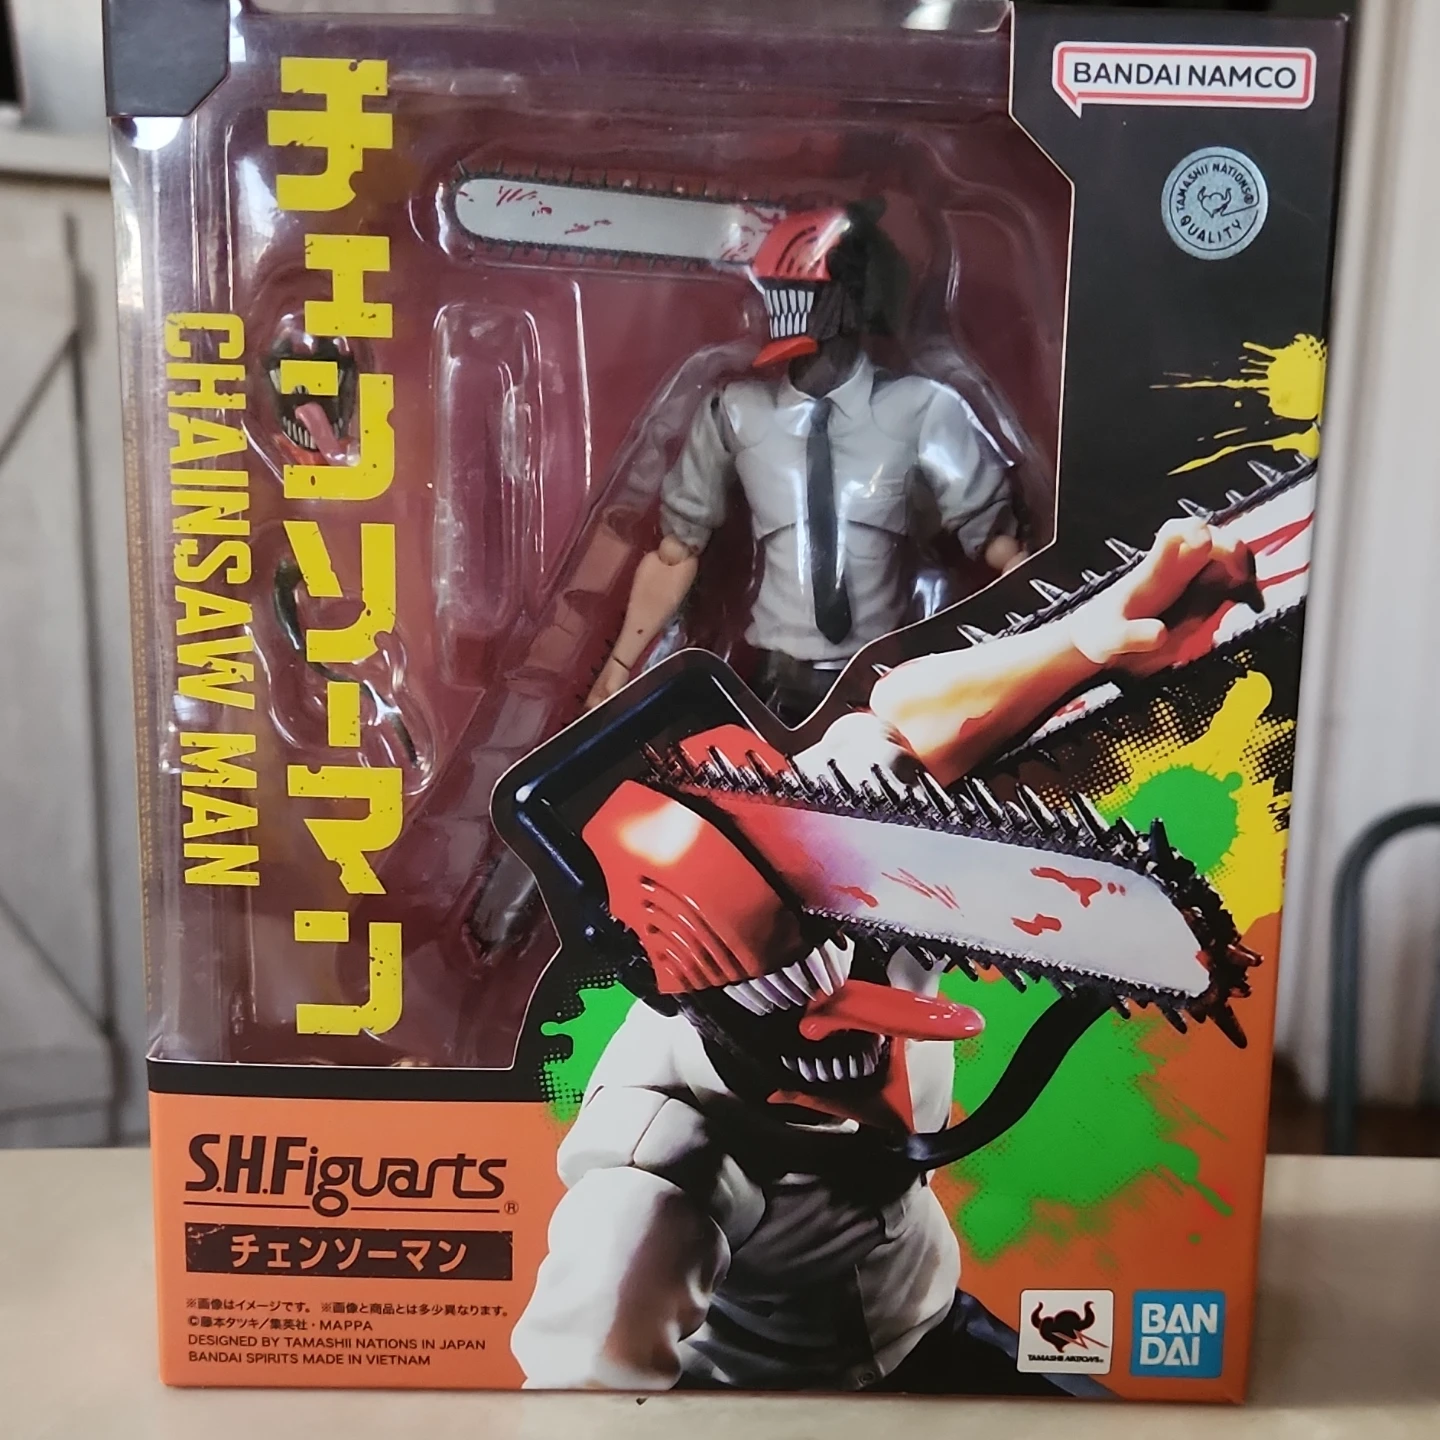 BANDAI NAMCO
TAMASHII NATIONS®
QUALITY
チェンソーマン
CHAINSAW MAN
S.H.Figuarts®
チェンソーマン
※画像はイメージです。 ※画像と商品とは多少異なります。
©藤本タツキ／集英社・MAPPA
DESIGNED BY TAMASHII NATIONS IN JAPAN
BANDAI SPIRITS MADE IN VIETNAM
TAMASHII NATIONS®
BAN
DAI